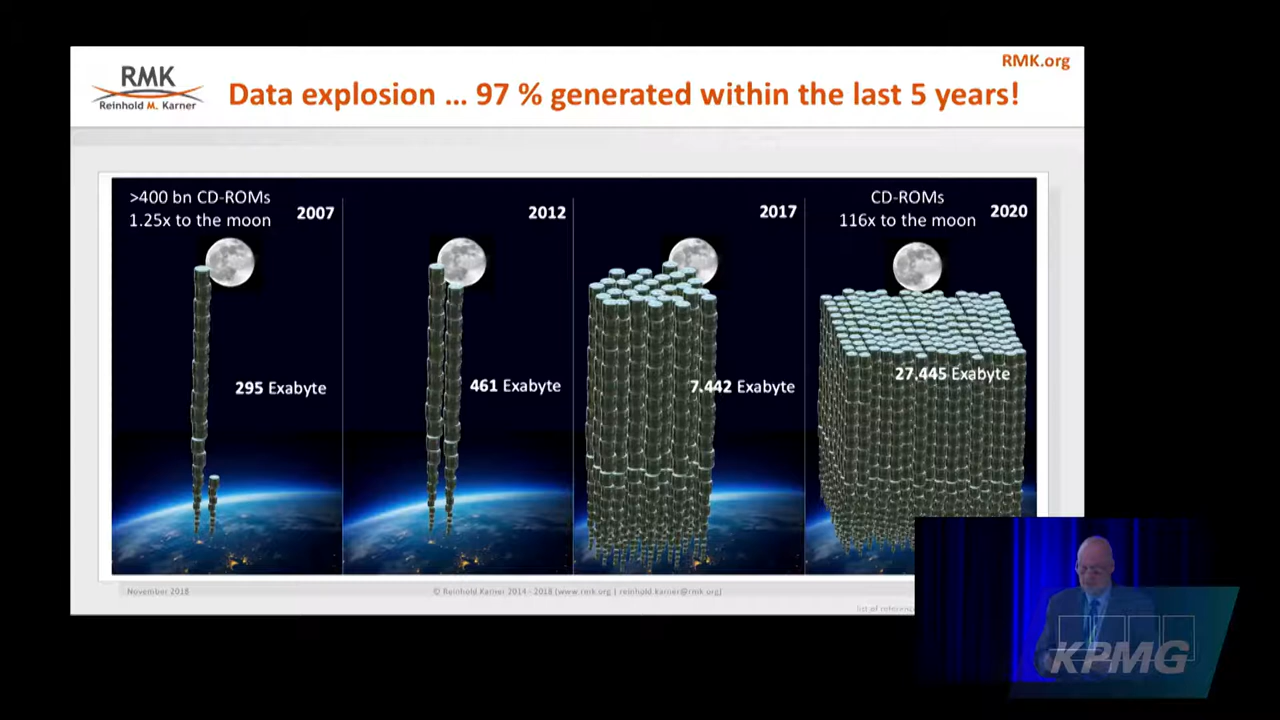 RMK.org
RMK
Reinhold M. Karner
Data explosion ... 97 % generated within the last 5 years!
>400 bn CD-ROMs
1.25x to the moon
2007
295 Exabyte
2012
461 Exabyte
2017
7.442 Exabyte
CD-ROMs
116x to the moon
2020
27.445 Exabyte
November 2018
© Reinhold Karner 2014 - 2018 (www.rmk.org | reinhold.karner@rmk.org)
list of
KPMG